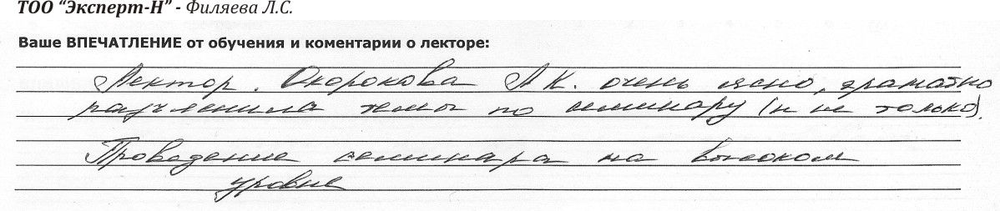 ТОО “Эксперт-Н” - Филяева Л.С.
Ваше ВПЕЧАТЛЕНИЕ от обучения и коментарии о лекторе:
Лектор. Окорокова Л К. очень ясно, грамотно
разъяснила темы по семинару (и не только).
Проведение семинара на высоком
уровне